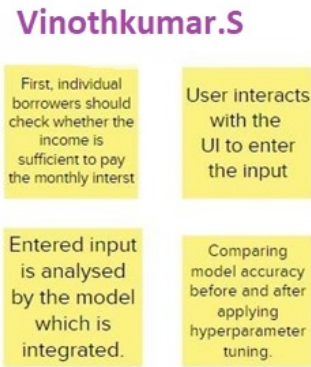 Vinothkumar.S
First, individual
borrowers should
check whether the
income is
sufficient to pay
the monthly interst
User interacts
with the
UI to enter
the input
Entered input
is analysed
by the model
which is
integrated.
Comparing
model accuracy
before and after
applying
hyperparameter
tuning.